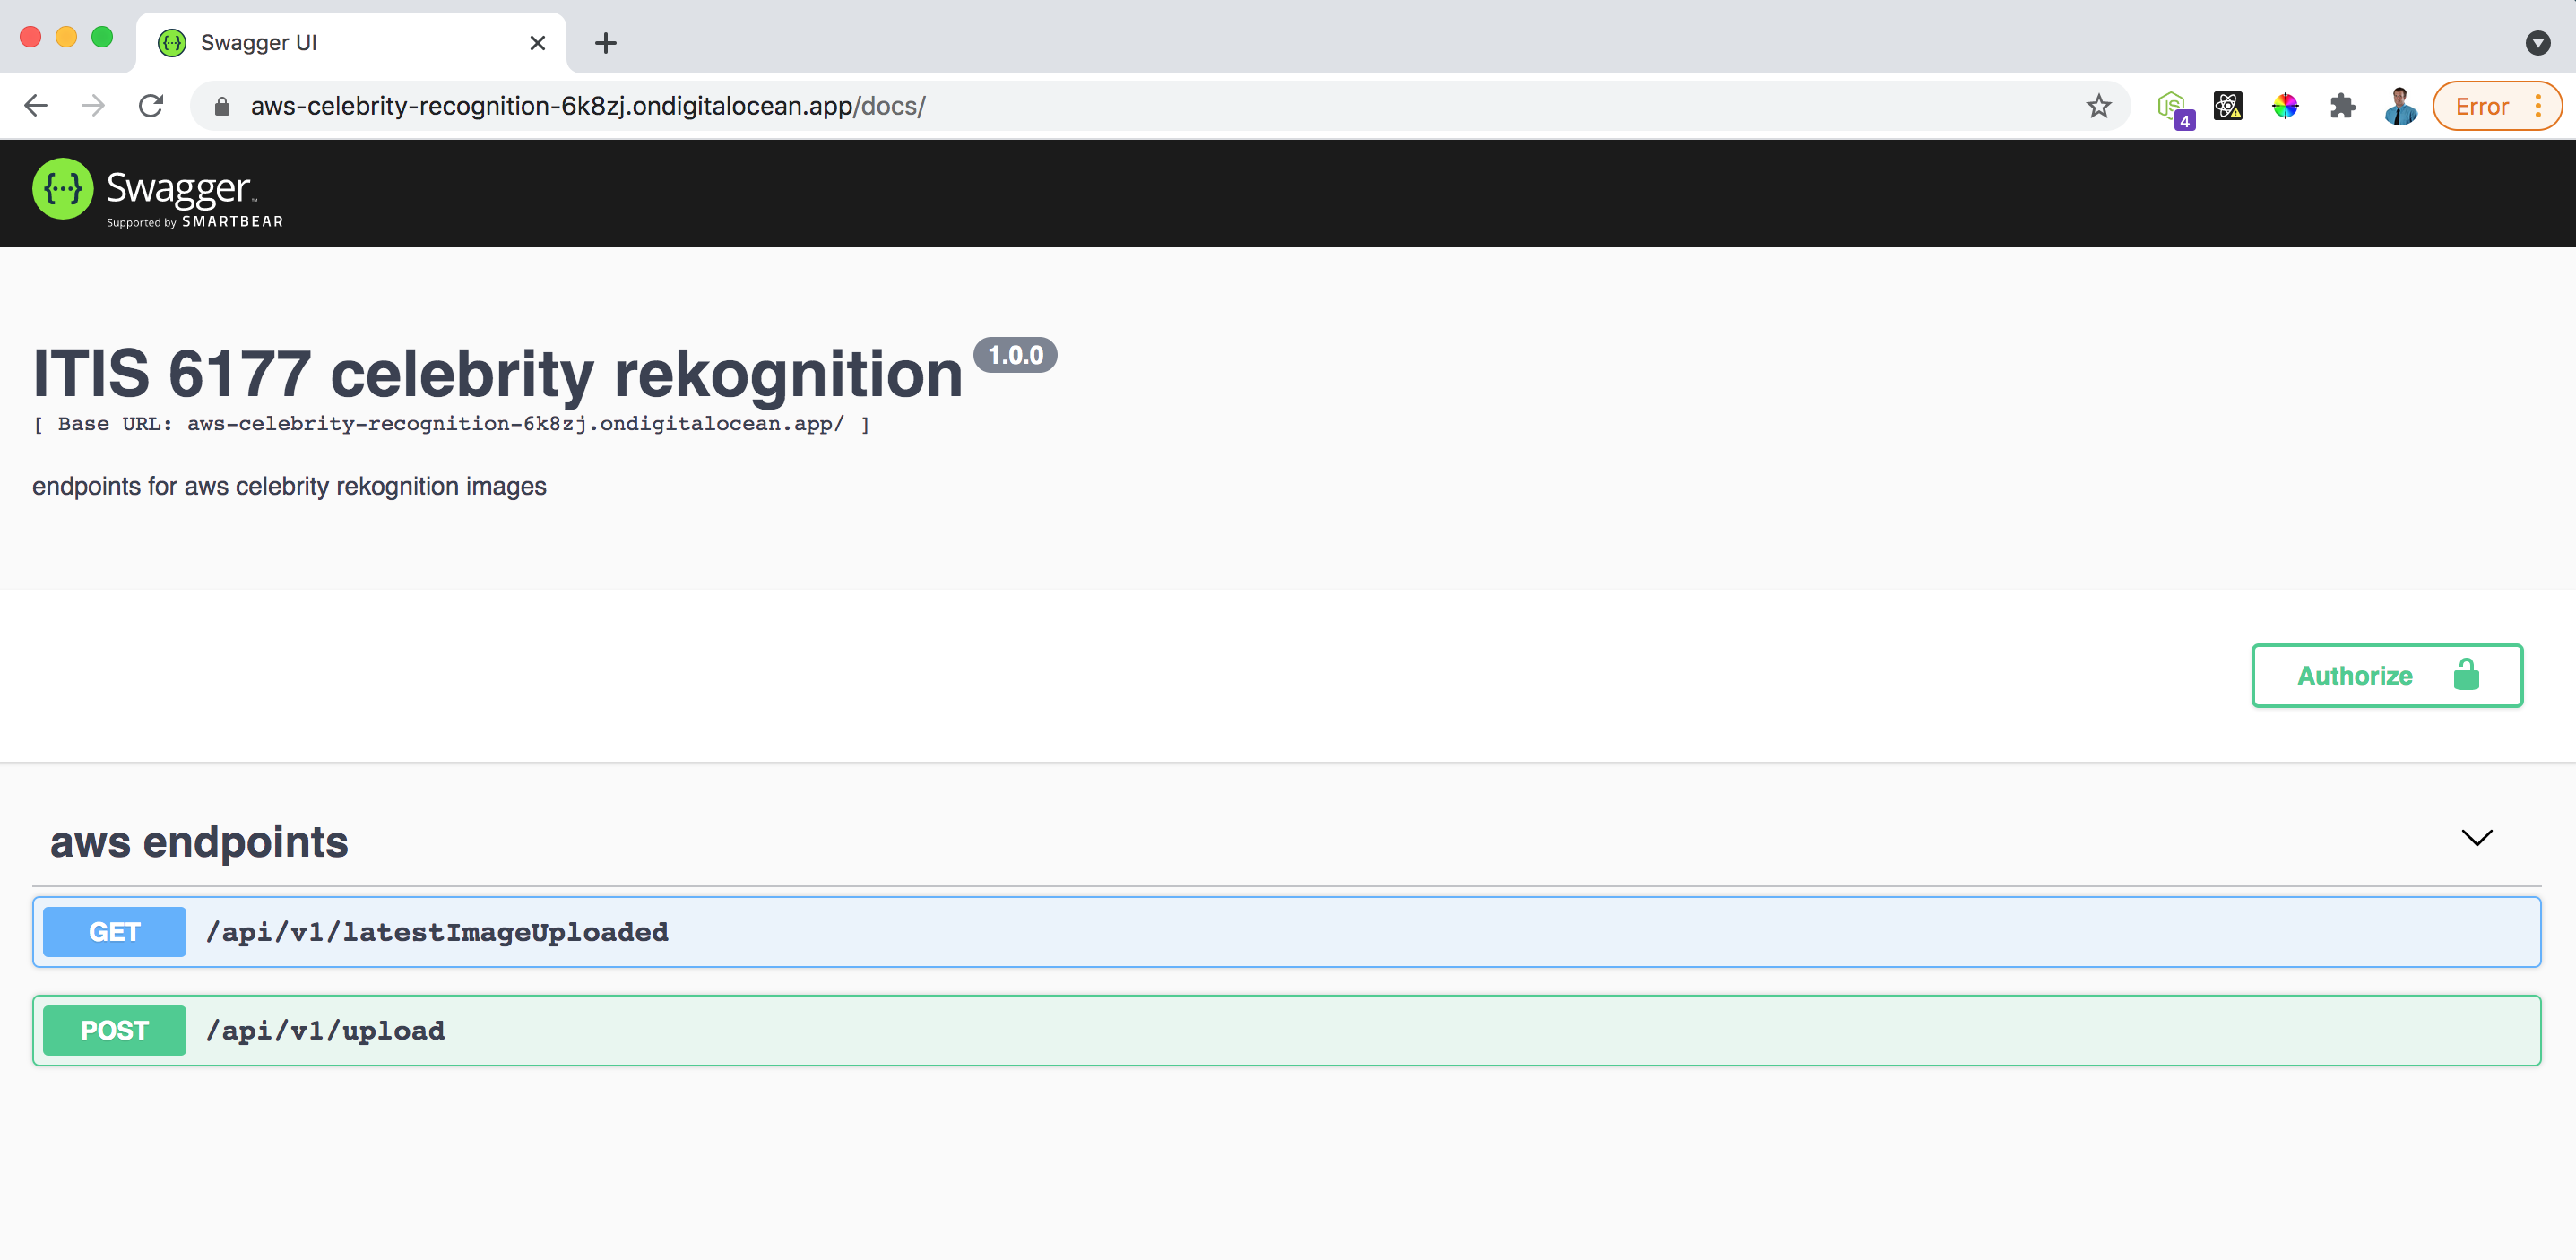 Swagger UI
aws-celebrity-recognition-6k8zj.ondigitalocean.app/docs/
JS
4
Error
{···} Swagger™
Supported by SMARTBEAR
ITIS 6177 celebrity rekognition 1.0.0
[ Base URL: aws-celebrity-recognition-6k8zj.ondigitalocean.app/ ]
endpoints for aws celebrity rekognition images
Authorize
aws endpoints
GET /api/v1/latestImageUploaded
POST /api/v1/upload